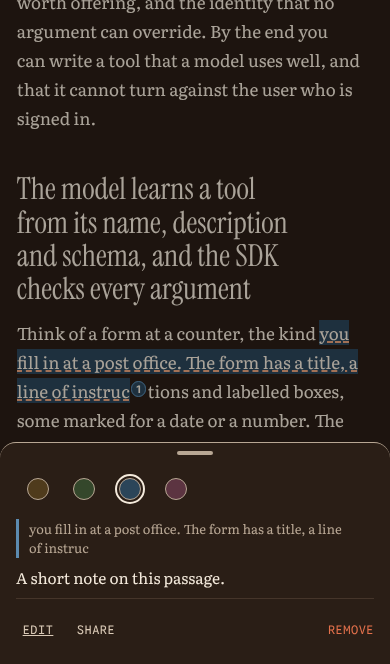 worth offering, and the identity that no
argument can override. By the end you
can write a tool that a model uses well, and
that it cannot turn against the user who is
signed in.
The model learns a tool
from its name, description
and schema, and the SDK
checks every argument
Think of a form at a counter, the kind you
fill in at a post office. The form has a title, a
line of instruc1tions and labelled boxes,
some marked for a date or a number. The
you fill in at a post office. The form has a title, a line
of instruc
A short note on this passage.
EDIT SHARE REMOVE